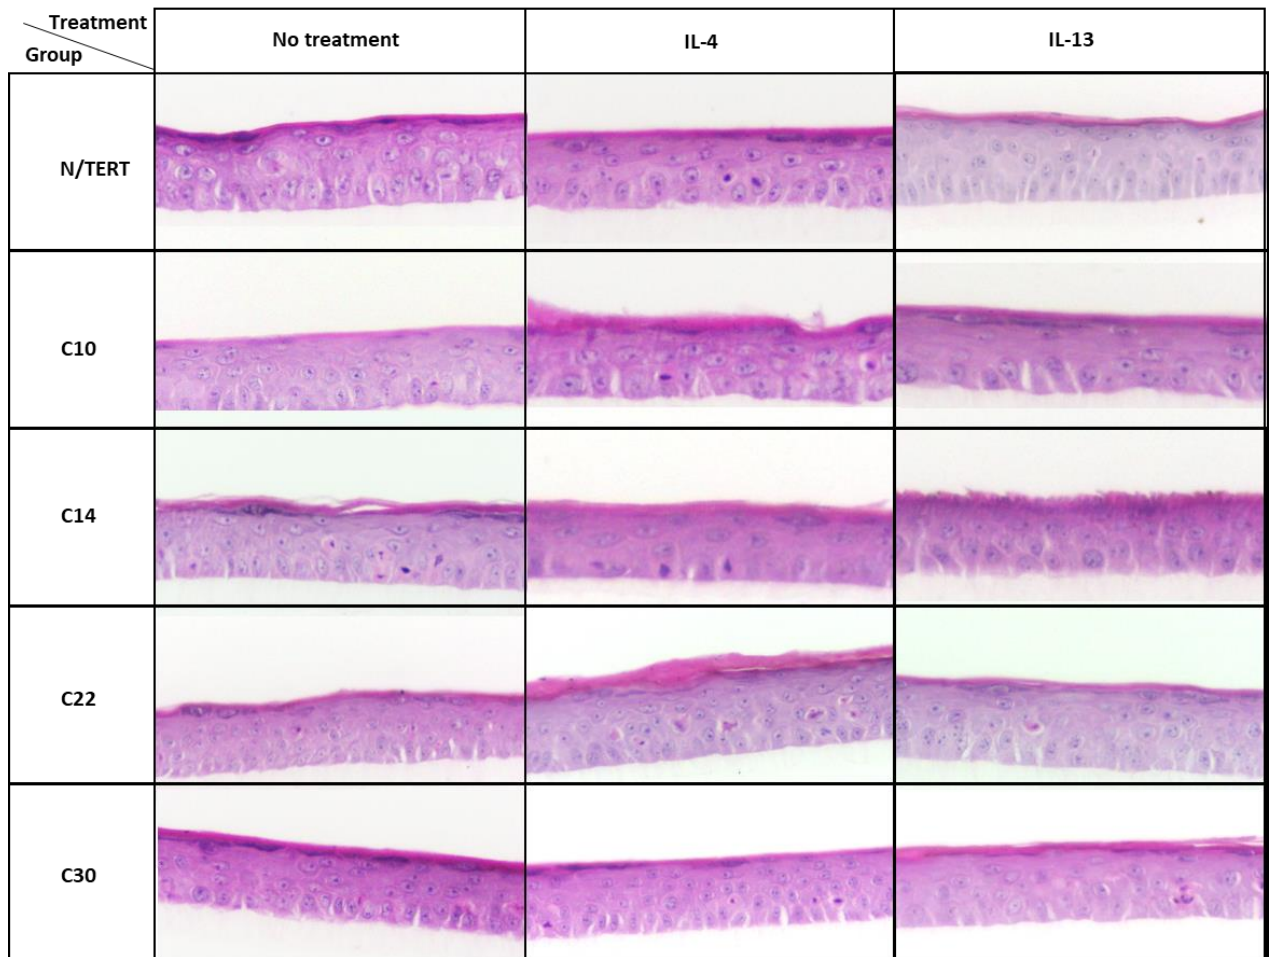 Treatment
Group
No treatment
IL-4
IL-13
N/TERT
C10
C14
C22
C30